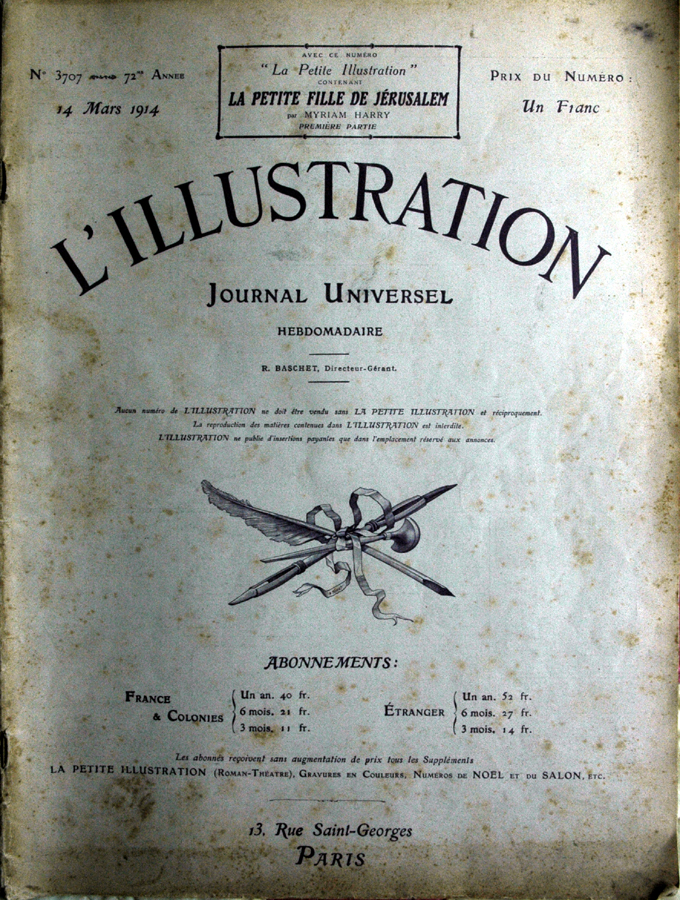 N° 3707 72me Année
14 Mars 1914
AVEC CE NUMÉRO
"La Petite Illustration"
CONTENANT
LA PETITE FILLE DE JÉRUSALEM
par MYRIAM HARRY
PREMIÈRE PARTIE
Prix du Numéro :
Un Franc
L'ILLUSTRATION
Journal Universel
HEBDOMADAIRE
R. BASCHET, Directeur-Gérant.
Aucun numéro de L'ILLUSTRATION ne doit être vendu sans LA PETITE ILLUSTRATION et réciproquement.
La reproduction des matières contenues dans L'ILLUSTRATION est interdite.
L'ILLUSTRATION ne publie d'insertions payantes que dans l'emplacement réservé aux annonces.
ABONNEMENTS :
France & Colonies
Un an. 40 fr.
6 mois. 21 fr.
3 mois. 11 fr.
Étranger
Un an. 52 fr.
6 mois. 27 fr.
3 mois. 14 fr.
Les abonnés reçoivent sans augmentation de prix tous les Suppléments
LA PETITE ILLUSTRATION (Roman-Théatre), Gravures en Couleurs, Numéros de NOËL et du SALON, etc.
13, Rue Saint-Georges
Paris